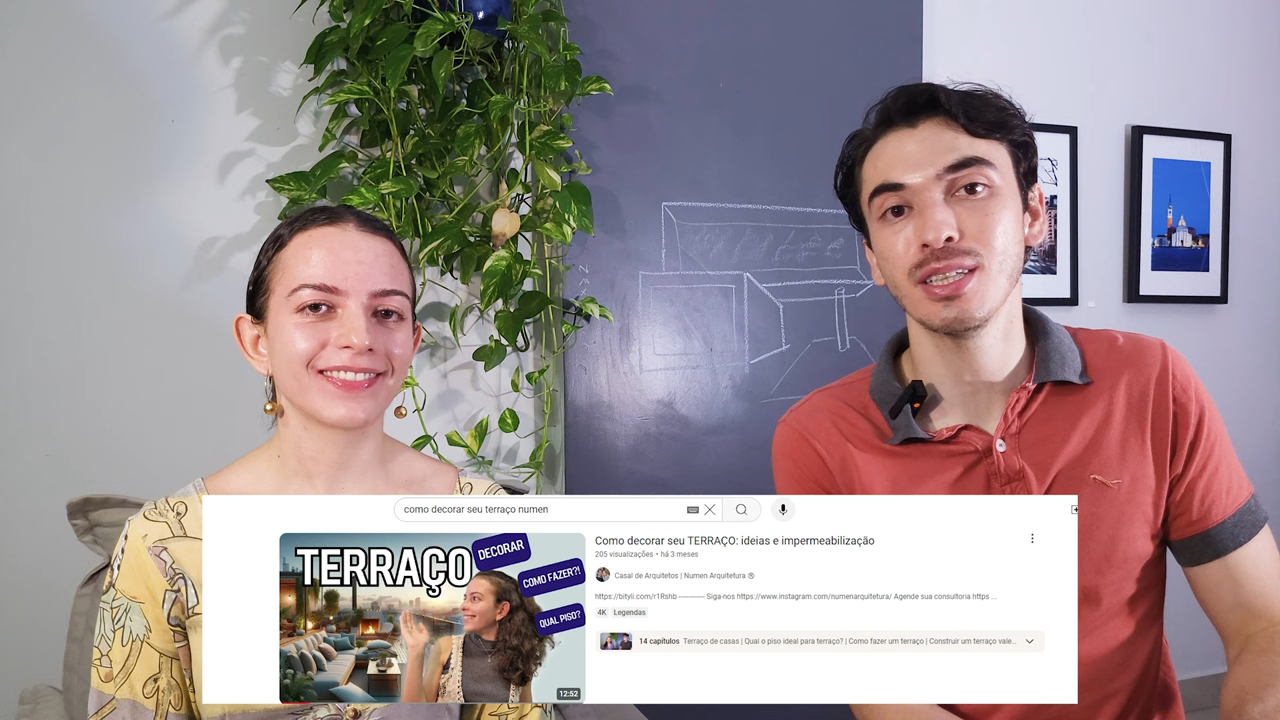 como decorar seu terraço numen
TERRAÇO
DECORAR
COMO FAZER?!
QUAL PISO?
12:52
Como decorar seu TERRAÇO: ideias e impermeabilização
205 visualizações • há 3 meses
Casal de Arquitetos | Numen Arquitetura
https://bityli.com/r1Rshb ---------- Siga-nos https://www.instagram.com/numenarquitetura/ Agende sua consultoria https ...
4K Legendas
14 capítulos Terraço de casas | Qual o piso ideal para terraço? | Como fazer um terraço | Construir um terraço vale...